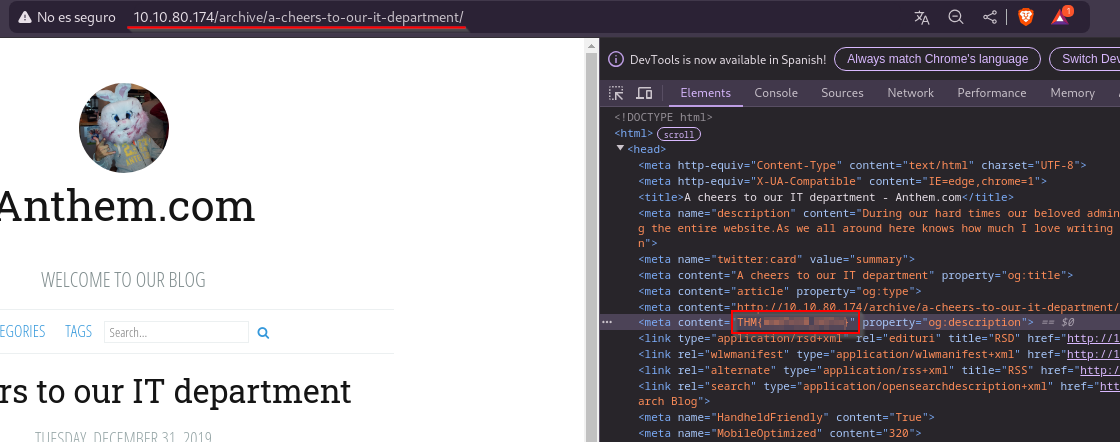 No es seguro 10.10.80.174/archive/a-cheers-to-our-it-department/
1
Anthem.com
WELCOME TO OUR BLOG
EGORIES TAGS Search...
rs to our IT department
TUESDAY, DECEMBER 31, 2019
DevTools is now available in Spanish! Always match Chrome's language Switch Dev
Elements Console Sources Network Performance Memory
<!DOCTYPE html>
<html> scroll
<head>
<meta http-equiv="Content-Type" content="text/html" charset="UTF-8">
<meta http-equiv="X-UA-Compatible" content="IE=edge,chrome=1">
<title>A cheers to our IT department - Anthem.com</title>
<meta name="description" content="During our hard times our beloved admin
g the entire website.As we all around here knows how much I love writing
n">
<meta name="twitter:card" value="summary">
<meta content="A cheers to our IT department" property="og:title">
<meta content="article" property="og:type">
<meta content="http://10.10.80.174/archive/a-cheers-to-our-it-department/
<meta content="THM{ }" property="og:description"> == $0
<link type="application/rsd+xml" rel="edituri" title="RSD" href="http://1
<link rel="wlwmanifest" type="application/wlwmanifest+xml" href="http://1
<link rel="alternate" type="application/rss+xml" title="RSS" href="http:/
<link rel="search" type="application/opensearchdescription+xml" href="ht
arch Blog">
<meta name="HandheldFriendly" content="True">
<meta name="MobileOptimized" content="320">